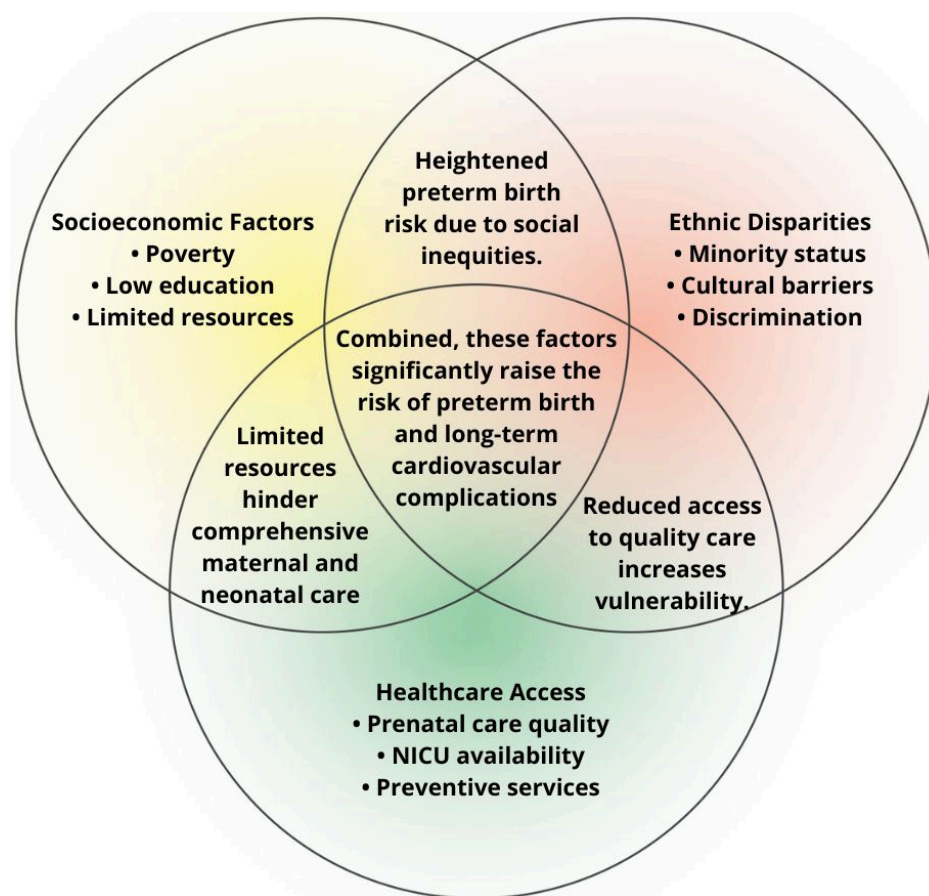 Heightened
preterm birth
risk due to social
inequities.
Socioeconomic Factors
• Poverty
• Low education
• Limited resources
Ethnic Disparities
• Minority status
• Cultural barriers
• Discrimination
Combined, these factors
significantly raise the
risk of preterm birth
and long-term
cardiovascular
complications
Limited
resources
hinder
comprehensive
maternal and
neonatal care
Reduced access
to quality care
increases
vulnerability.
Healthcare Access
• Prenatal care quality
• NICU availability
• Preventive services